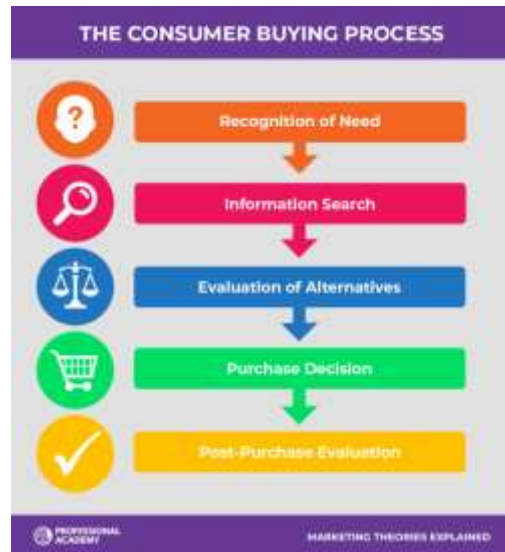 THE CONSUMER BUYING PROCESS
?
Recognition of Need
Information Search
Evaluation of Alternatives
Purchase Decision
Post-Purchase Evaluation
PROFESSIONAL
ACADEMY
MARKETING THEORIES EXPLAINED